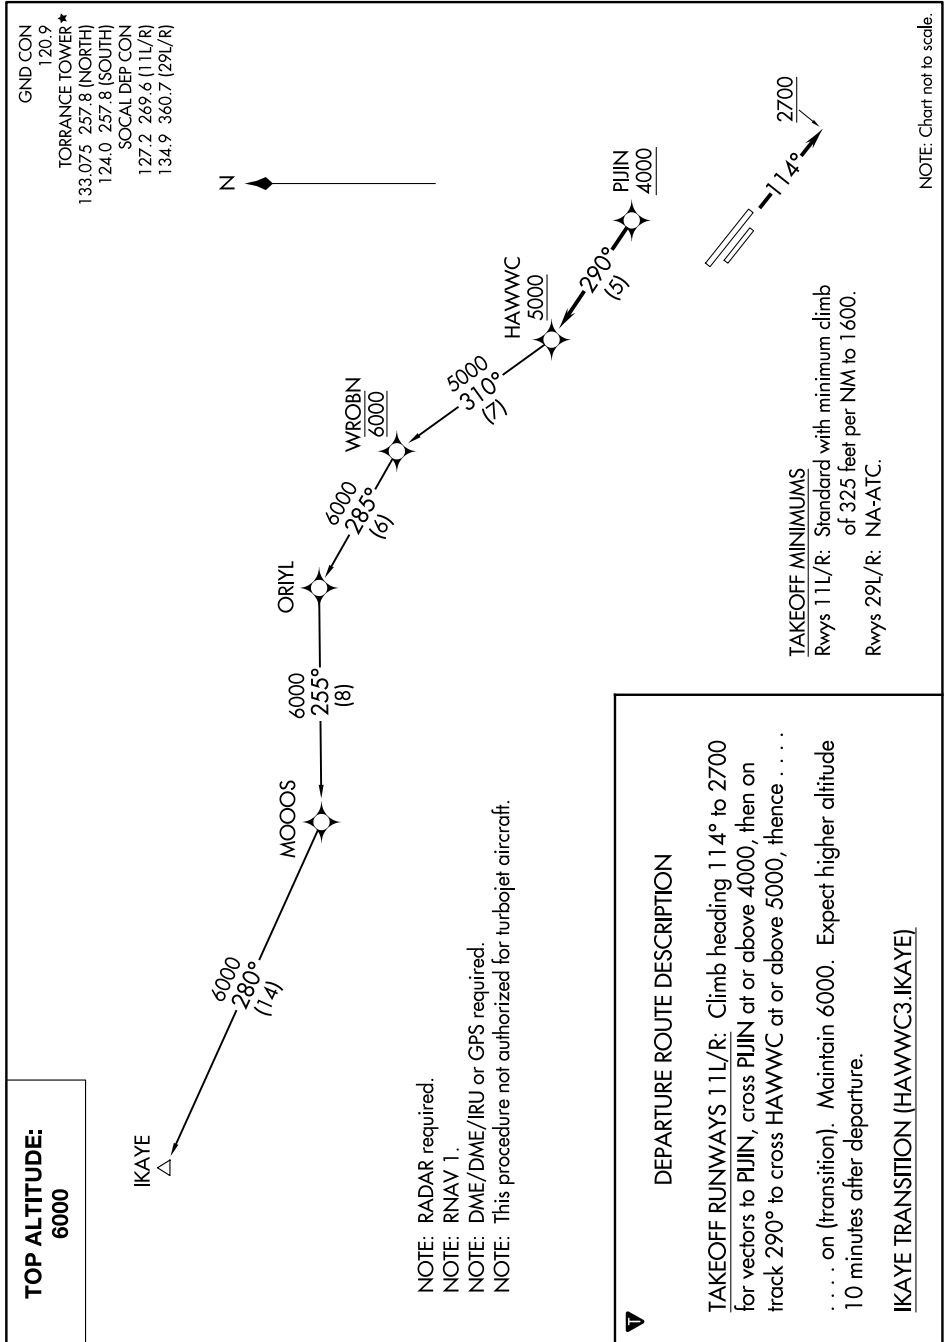 TOP ALTITUDE:
6000
GND CON
120.9
TORRANCE TOWER★
133.075 257.8 (NORTH)
124.0 257.8 (SOUTH)
SOCAL DEP CON
127.2 269.6 (11L/R)
134.9 360.7 (29L/R)
N
IKAYE
6000
280°
(14)
MOOOS
6000
255°
(8)
ORIYL
6000
285°
(6)
WROBN
6000
5000
310°
(7)
HAWWC
5000
290°
(5)
PIJIN
4000
114°
2700
NOTE: RADAR required.
NOTE: RNAV 1.
NOTE: DME/DME/IRU or GPS required.
NOTE: This procedure not authorized for turbojet aircraft.
TAKEOFF MINIMUMS
Rwys 11L/R: Standard with minimum climb
of 325 feet per NM to 1600.
Rwys 29L/R: NA-ATC.
NOTE: Chart not to scale.
T
DEPARTURE ROUTE DESCRIPTION
TAKEOFF RUNWAYS 11L/R: Climb heading 114° to 2700
for vectors to PIJIN, cross PIJIN at or above 4000, then on
track 290° to cross HAWWC at or above 5000, thence . . . .
. . . . on (transition). Maintain 6000. Expect higher altitude
10 minutes after departure.
IKAYE TRANSITION (HAWWC3.IKAYE)